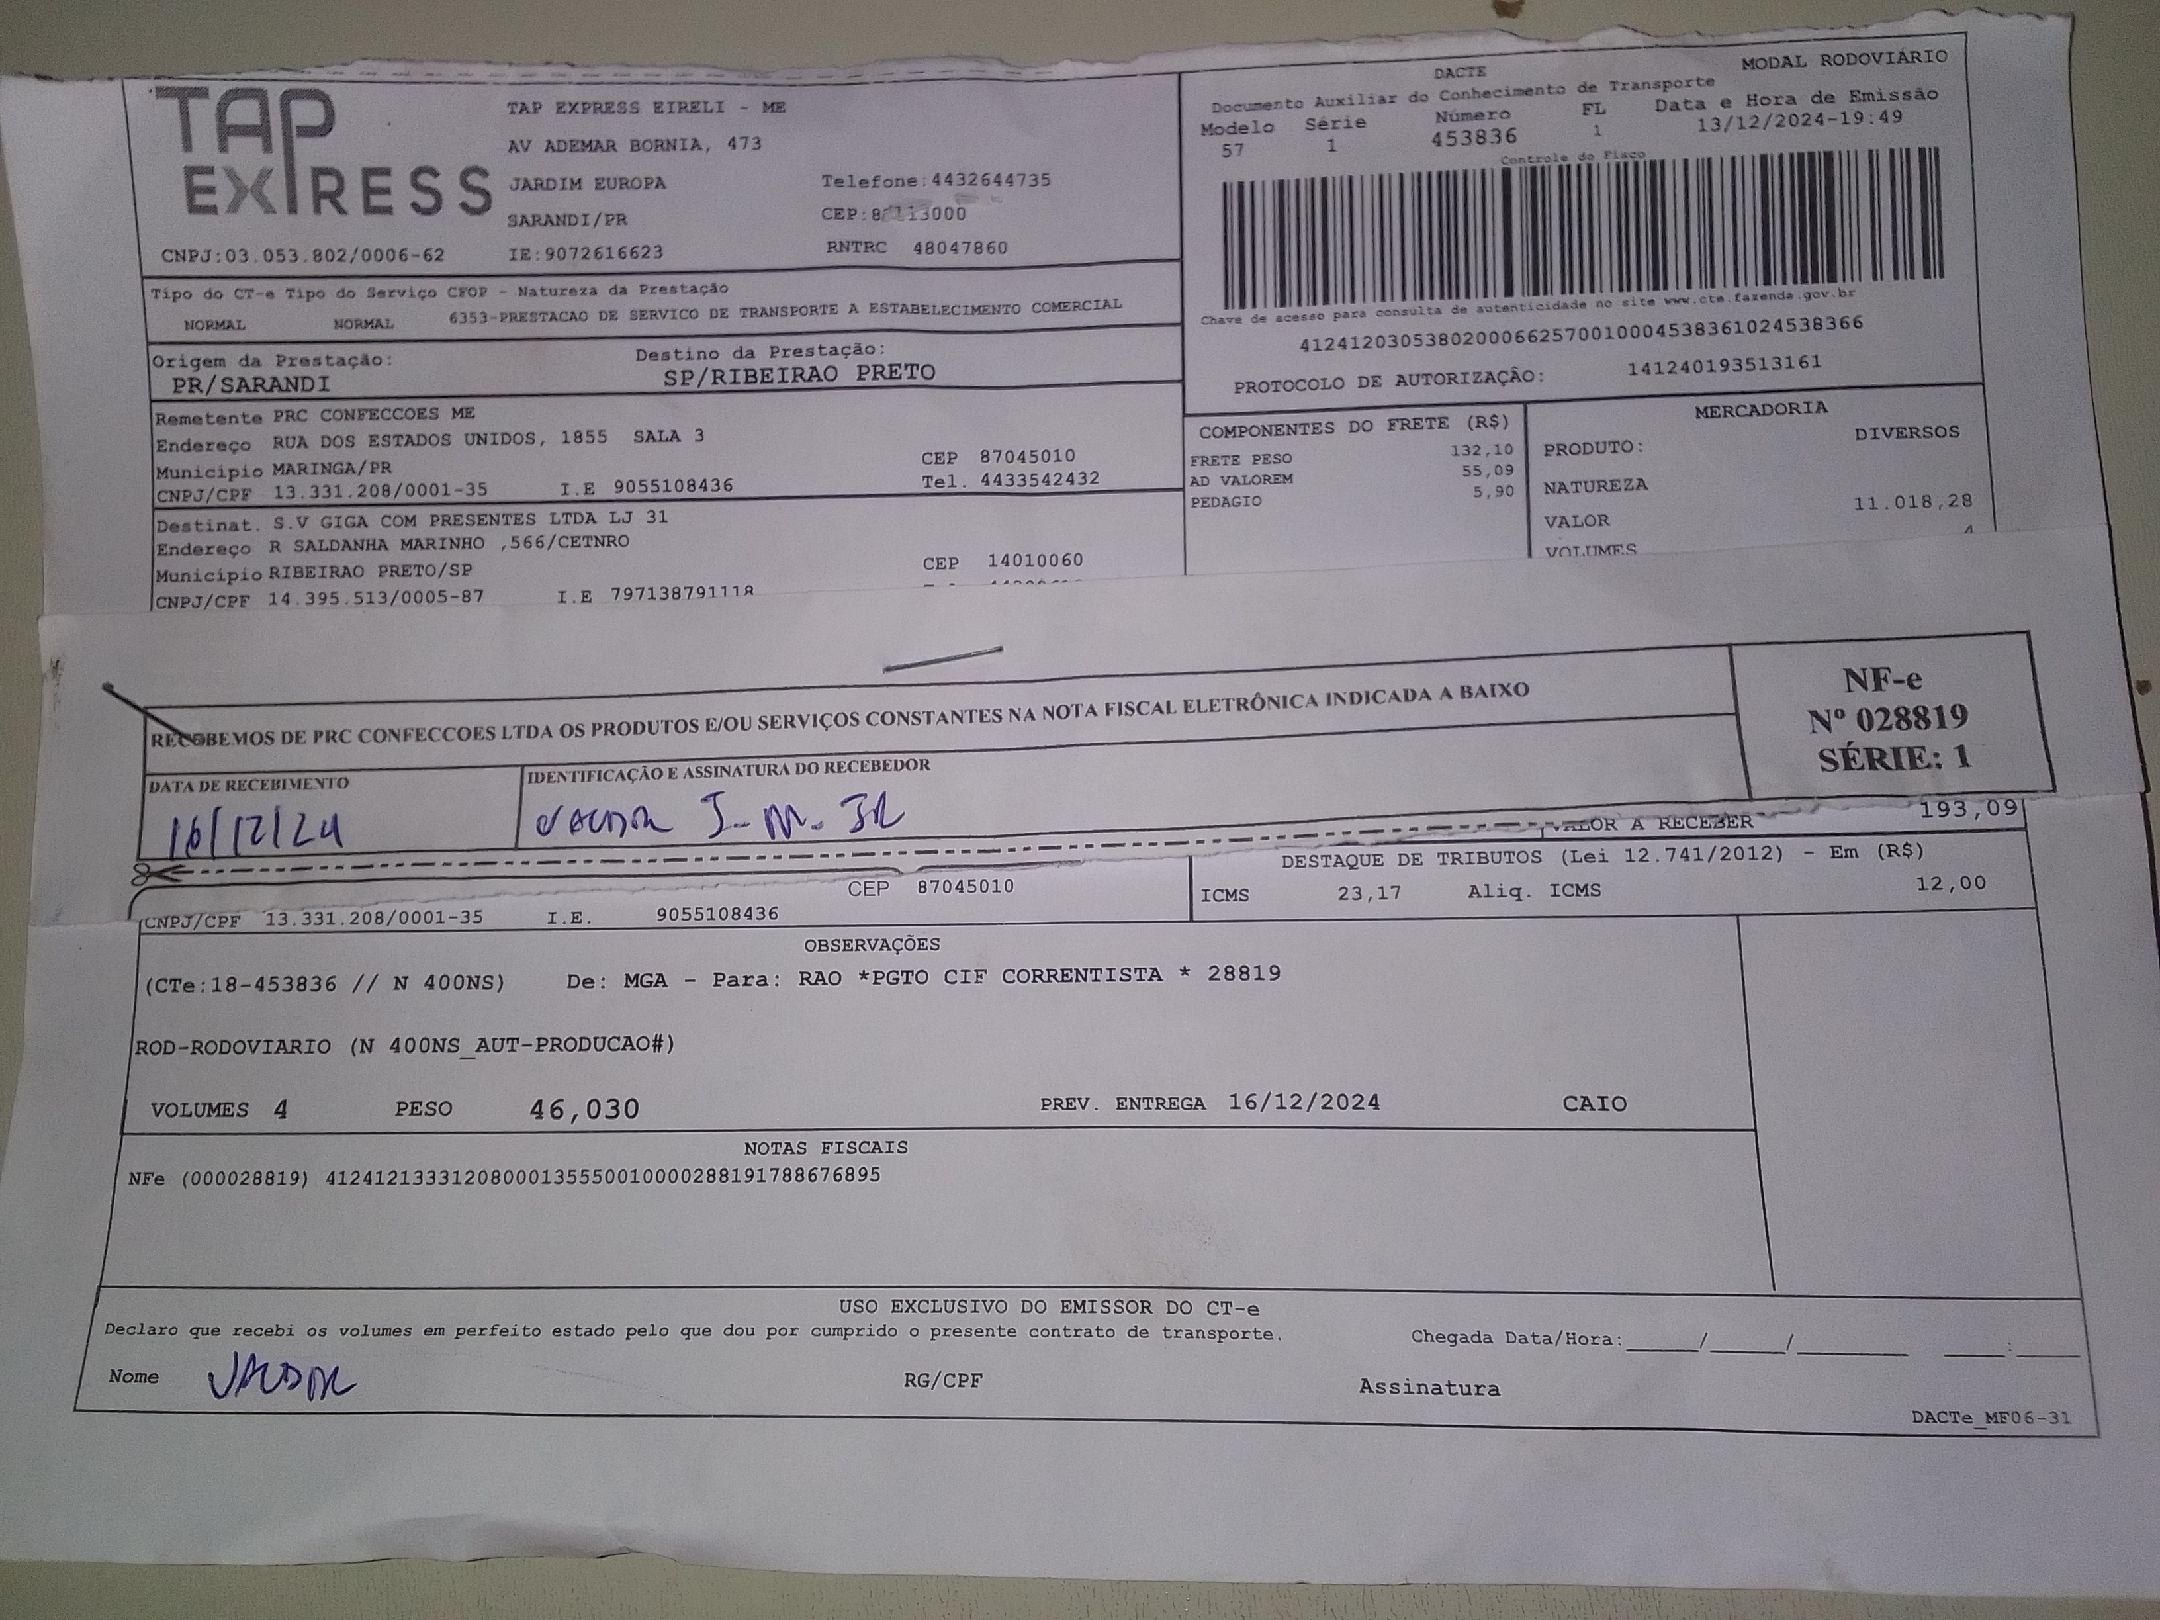 TAP EXPRESS
TAP EXPRESS EIRELI - ME
AV ADEMAR BORNIA, 473
JARDIM EUROPA Telefone:4432644735
SARANDI/PR
CNPJ:03.053.802/0006-62 IE:9072616623 RNTRC 48047860
DACTE MODAL RODOVIÁRIO
Documento Auxiliar do Conhecimento de Transporte
Modelo Série Número FL Data e Hora de Emissão
57 1 453836 1 13/12/2024-19:49
Controle do Fisco
Chave de acesso para consulta de autenticidade no site www.cte.fazenda.gov.br
41241203053802000662570010004538361024538366
PROTOCOLO DE AUTORIZAÇÃO: 141240193513161
Tipo do CT-e Tipo do Serviço CFOP - Natureza da Prestação
NORMAL NORMAL 6353-PRESTACAO DE SERVICO DE TRANSPORTE A ESTABELECIMENTO COMERCIAL
Origem da Prestação: Destino da Prestação:
PR/SARANDI SP/RIBEIRAO PRETO
Remetente PRC CONFECCOES ME
Endereço RUA DOS ESTADOS UNIDOS, 1855 SALA 3
Município MARINGA/PR CEP 87045010
CNPJ/CPF 13.331.208/0001-35 I.E 9055108436 Tel. 4433542432
Destinat. S.V GIGA COM PRESENTES LTDA LJ 31
Endereço R SALDANHA MARINHO ,566/CETNRO
Município RIBEIRAO PRETO/SP CEP 14010060
CNPJ/CPF 14.395.513/0005-87 I.E 797138791118
COMPONENTES DO FRETE (R$)
FRETE PESO 132,10
AD VALOREM 55,09
PEDAGIO 5,90
MERCADORIA
PRODUTO: DIVERSOS
NATUREZA
VALOR 11.018,28
VOLUMES
RECEBEMOS DE PRC CONFECCOES LTDA OS PRODUTOS E/OU SERVIÇOS CONSTANTES NA NOTA FISCAL ELETRÔNICA INDICADA A BAIXO
NF-e
Nº 028819
SÉRIE: 1
DATA DE RECEBIMENTO IDENTIFICAÇÃO E ASSINATURA DO RECEBEDOR
16/12/24 J. M. JR
VALOR A RECEBER 193,09
DESTAQUE DE TRIBUTOS (Lei 12.741/2012) - Em (R$)
ICMS 23,17 Aliq. ICMS 12,00
CEP 87045010
CNPJ/CPF 13.331.208/0001-35 I.E. 9055108436
OBSERVAÇÕES
(CTe:18-453836 // N 400NS) De: MGA - Para: RAO *PGTO CIF CORRENTISTA * 28819
ROD-RODOVIARIO (N 400NS_AUT-PRODUCAO#)
VOLUMES 4 PESO 46,030 PREV. ENTREGA 16/12/2024 CAIO
NOTAS FISCAIS
NFe (000028819) 41241213331208000135550010000288191788676895
USO EXCLUSIVO DO EMISSOR DO CT-e
Declaro que recebi os volumes em perfeito estado pelo que dou por cumprido o presente contrato de transporte. Chegada Data/Hora:_____/_____/________ ____:____
Nome RG/CPF Assinatura
DACTe_MF06-31